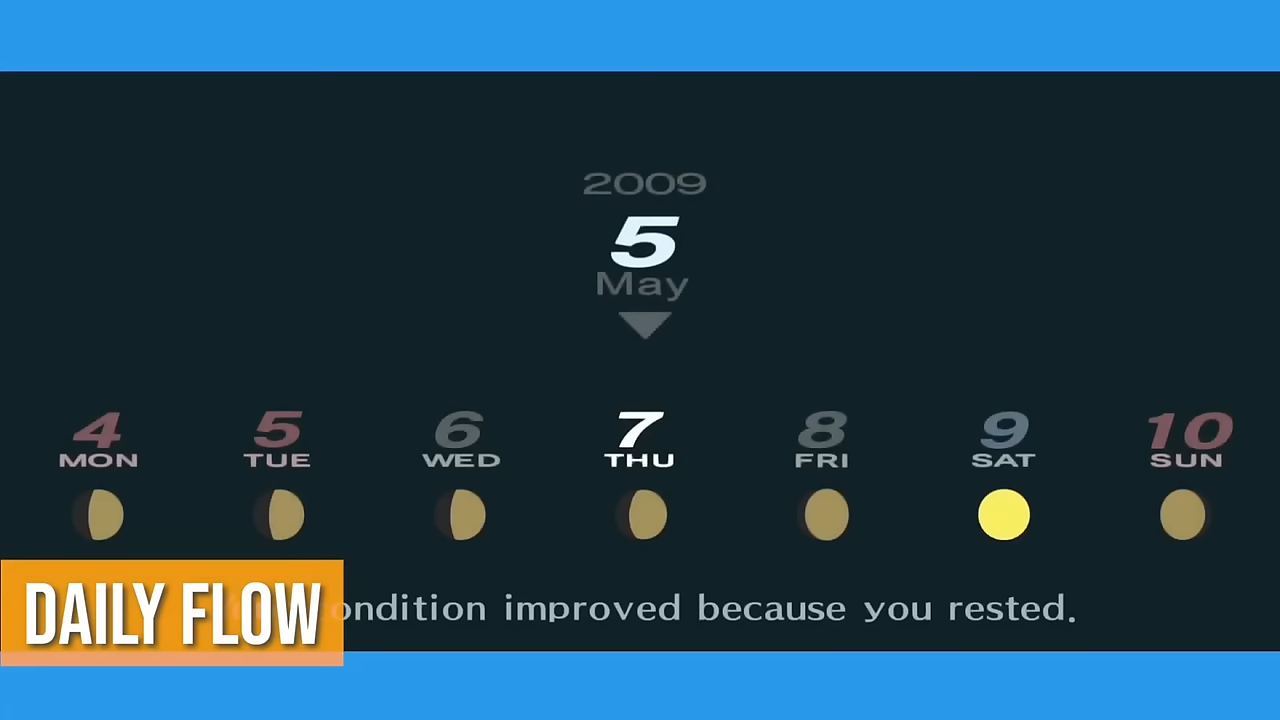 2009
5
May
4 5 6 7 8 9 10
MON TUE WED THU FRI SAT SUN
DAILY FLOW
ondition improved because you rested.